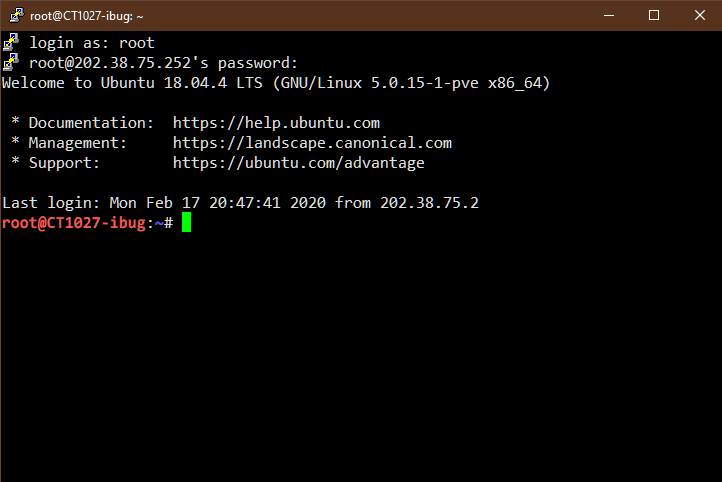 root@CT1027-ibug: ~
login as: root
root@202.38.75.252's password:
Welcome to Ubuntu 18.04.4 LTS (GNU/Linux 5.0.15-1-pve x86_64)
* Documentation:  https://help.ubuntu.com
* Management:     https://landscape.canonical.com
* Support:        https://ubuntu.com/advantage
Last login: Mon Feb 17 20:47:41 2020 from 202.38.75.2
root@CT1027-ibug:~#